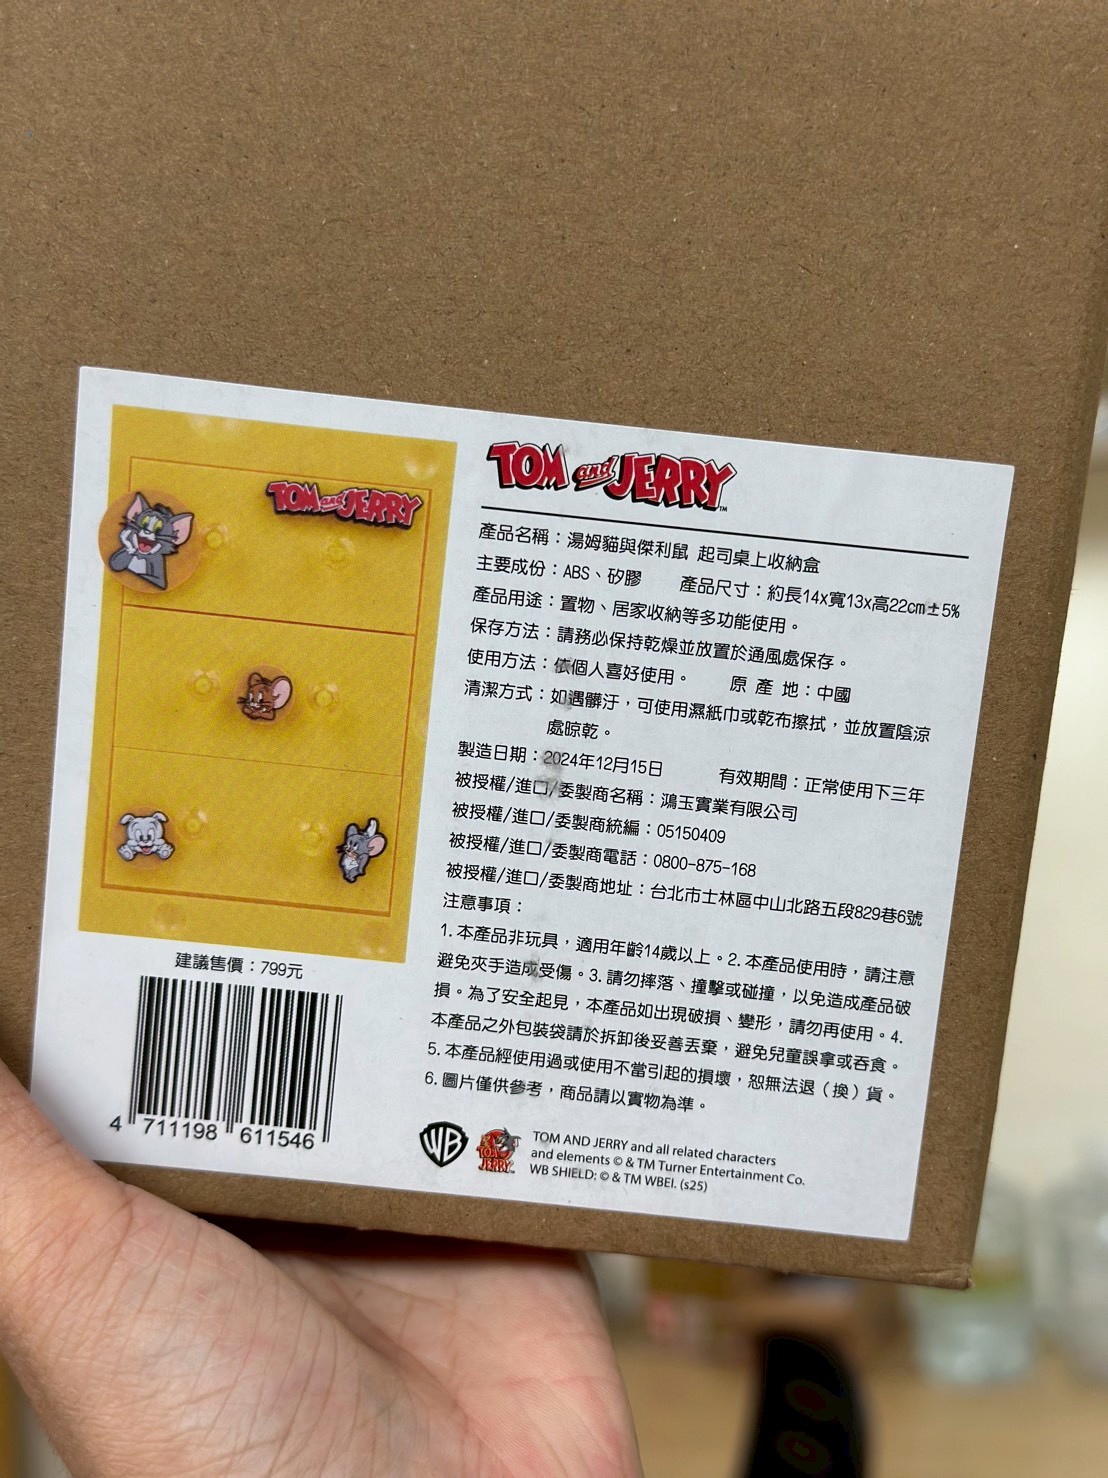 TOM and JERRY
建議售價：799元
4 711198 611546
TOM and JERRY™
產品名稱：湯姆貓與傑利鼠 起司桌上收納盒
主要成份：ABS、矽膠 產品尺寸：約長14x寬13x高22cm±5%
產品用途：置物、居家收納等多功能使用。
保存方法：請務必保持乾燥並放置於通風處保存。
使用方法：依個人喜好使用。 原 產 地：中國
清潔方式：如遇髒汙，可使用濕紙巾或乾布擦拭，並放置陰涼
處晾乾。
製造日期：2024年12月15日 有效期間：正常使用下三年
被授權/進口/委製商名稱：鴻玉實業有限公司
被授權/進口/委製商統編：05150409
被授權/進口/委製商電話：0800-875-168
被授權/進口/委製商地址：台北市士林區中山北路五段829巷6號
注意事項：
1. 本產品非玩具，適用年齡14歲以上。2. 本產品使用時，請注意
避免夾手造成受傷。3. 請勿摔落、撞擊或碰撞，以免造成產品破
損。為了安全起見，本產品如出現破損、變形，請勿再使用。4.
本產品之外包裝袋請於拆卸後妥善丟棄，避免兒童誤拿或吞食。
5. 本產品經使用過或使用不當引起的損壞，恕無法退（換）貨。
6. 圖片僅供參考，商品請以實物為準。
WB
TOM and JERRY
TOM AND JERRY and all related characters
and elements © & TM Turner Entertainment Co.
WB SHIELD: © & TM WBEI. (s25)